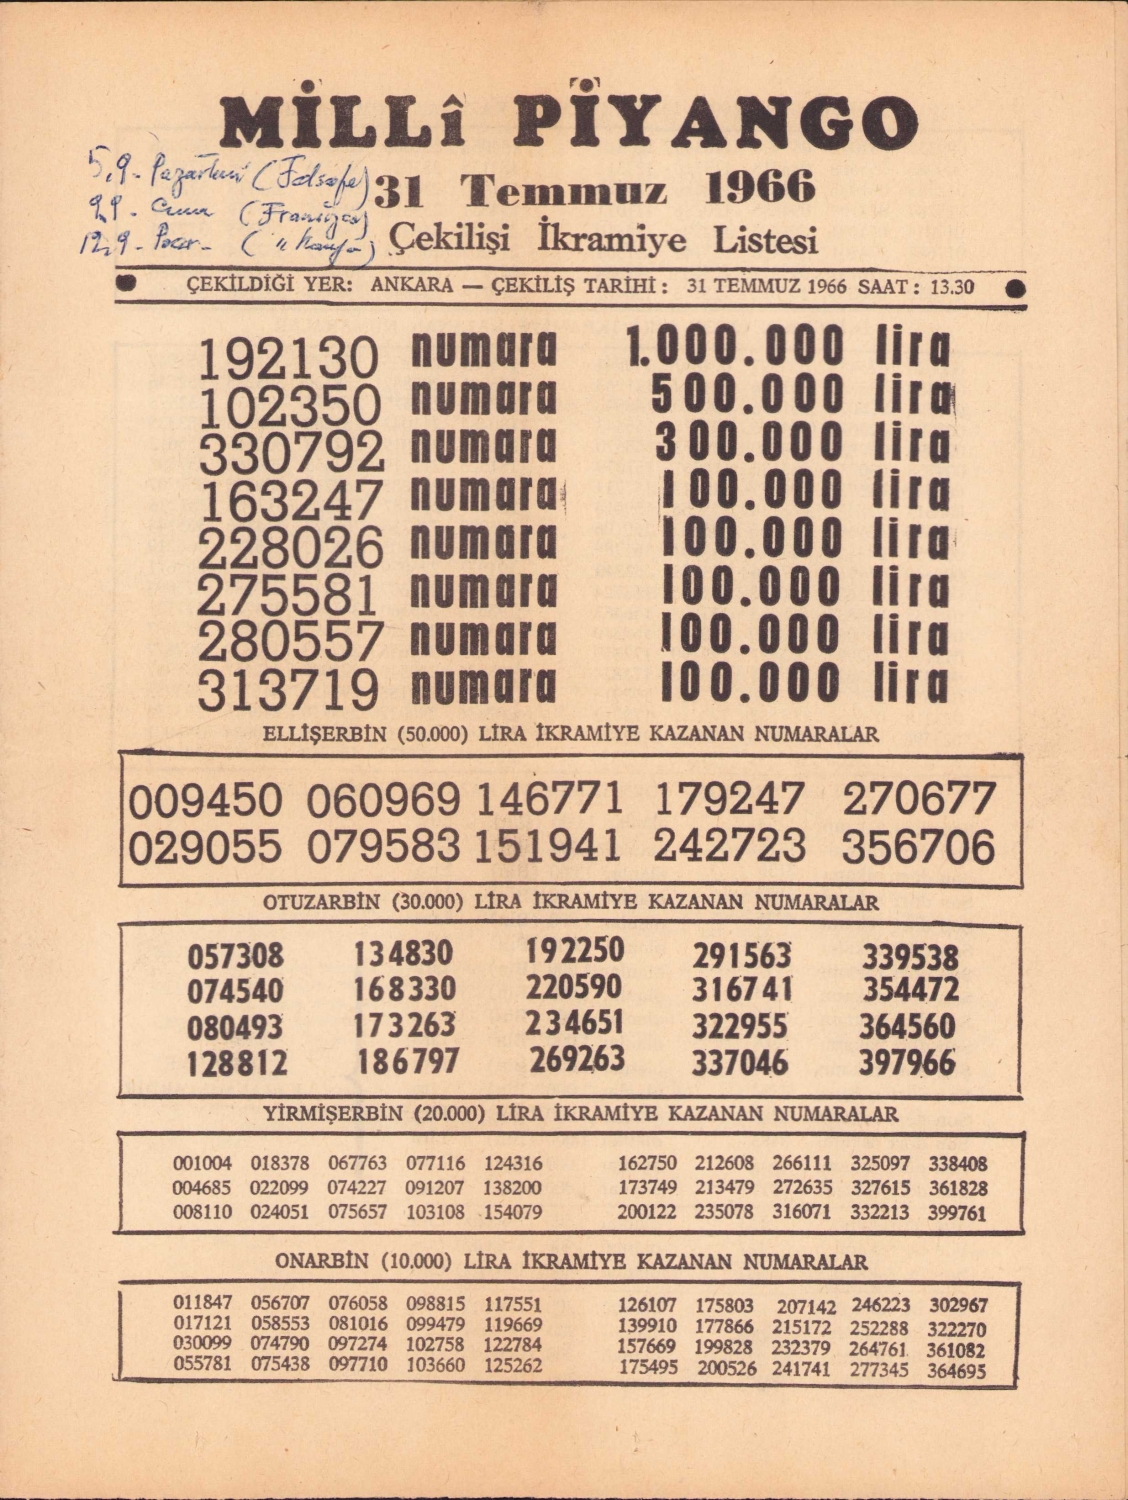 MİLLî PİYANGO
5,9 - Pazartesi (Felsefe)
9,9 - Cuma (Fransızca)
12,9 - Pazar - ( "
31 Temmuz 1966
Çekilişi İkramiye Listesi
ÇEKİLDİĞİ YER: ANKARA — ÇEKİLİŞ TARİHİ : 31 TEMMUZ 1966 SAAT : 13.30
192130 numara 1.000.000 lira
102350 numara 500.000 lira
330792 numara 300.000 lira
163247 numara 100.000 lira
228026 numara 100.000 lira
275581 numara 100.000 lira
280557 numara 100.000 lira
313719 numara 100.000 lira
ELLİŞERBİN (50.000) LİRA İKRAMİYE KAZANAN NUMARALAR
009450 060969 146771 179247 270677
029055 079583 151941 242723 356706
OTUZARBİN (30.000) LİRA İKRAMİYE KAZANAN NUMARALAR
057308 134830 192250 291563 339538
074540 168330 220590 316741 354472
080493 173263 234651 322955 364560
128812 186797 269263 337046 397966
YİRMİŞERBİN (20.000) LİRA İKRAMİYE KAZANAN NUMARALAR
001004 018378 067763 077116 124316 162750 212608 266111 325097 338408
004685 022099 074227 091207 138200 173749 213479 272635 327615 361828
008110 024051 075657 103108 154079 200122 235078 316071 332213 399761
ONARBİN (10.000) LİRA İKRAMİYE KAZANAN NUMARALAR
011847 056707 076058 098815 117551 126107 175803 207142 246223 302967
017121 058553 081016 099479 119669 139910 177866 215172 252288 322270
030099 074790 097274 102758 122784 157669 199828 232379 264761 361082
055781 075438 097710 103660 125262 175495 200526 241741 277345 364695